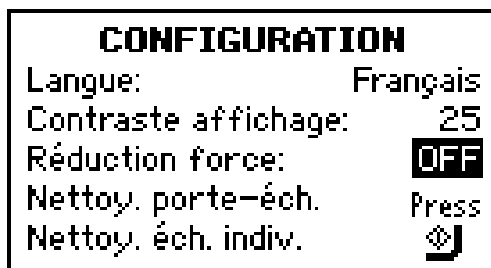 CONFIGURATION
Langue: Français
Contraste affichage: 25
Réduction force: OFF
Nettoy. porte-éch. Press
Nettoy. éch. indiv.